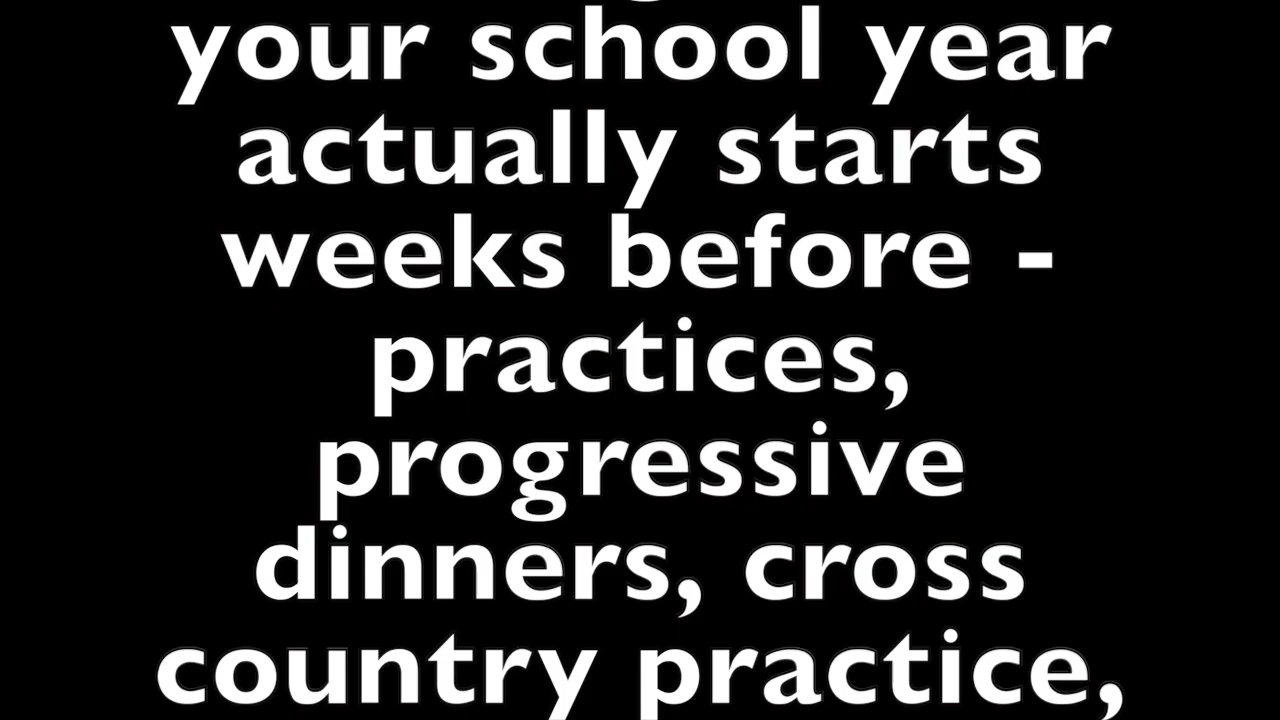 your school year
actually starts
weeks before -
practices,
progressive
dinners, cross
country practice,